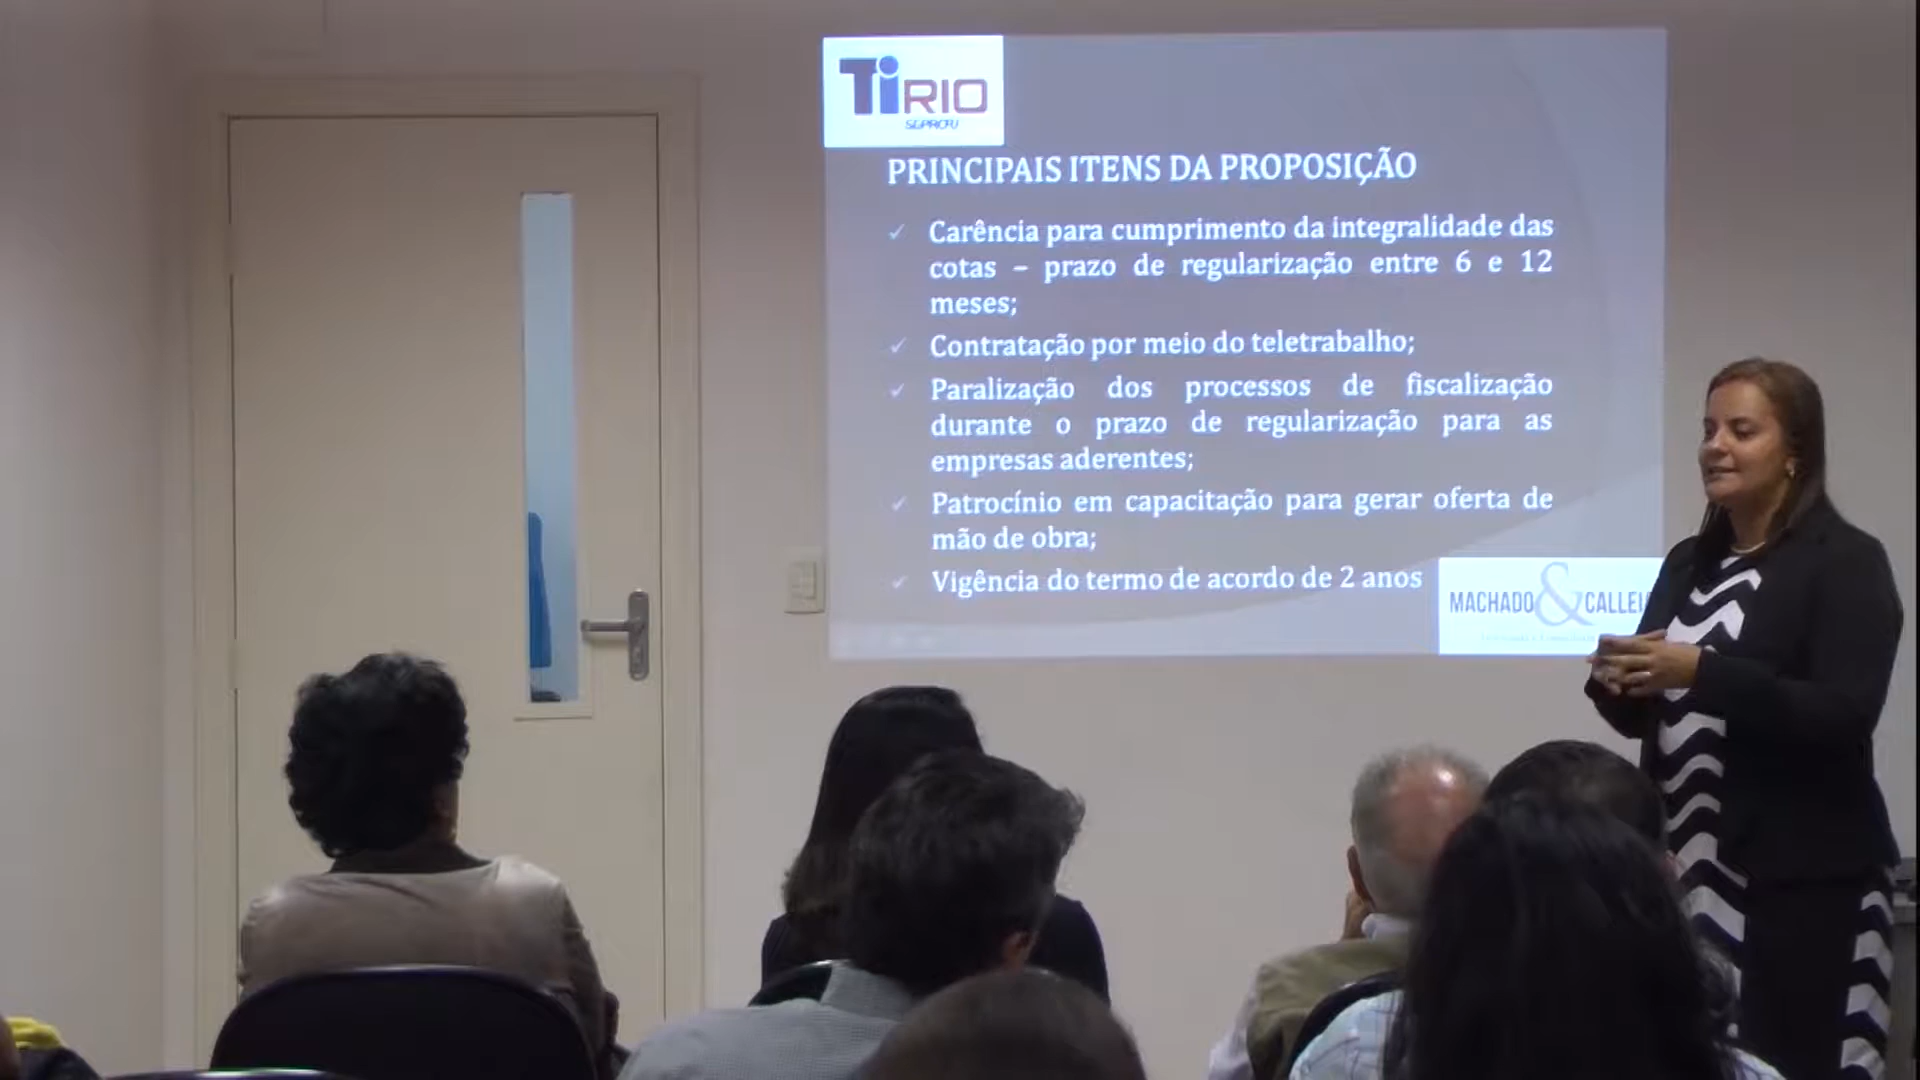 TiRIO
SEPRORJ
PRINCIPAIS ITENS DA PROPOSIÇÃO
✓ Carência para cumprimento da integralidade das
cotas – prazo de regularização entre 6 e 12
meses;
✓ Contratação por meio do teletrabalho;
✓ Paralização dos processos de fiscalização
durante o prazo de regularização para as
empresas aderentes;
✓ Patrocínio em capacitação para gerar oferta de
mão de obra;
✓ Vigência do termo de acordo de 2 anos
MACHADO & CALLEI